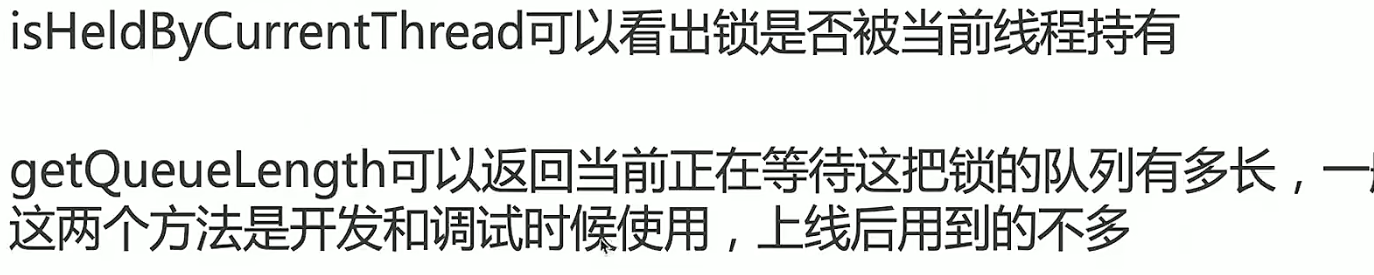 isHeldByCurrentThread可以看出锁是否被当前线程持有
getQueueLength可以返回当前正在等待这把锁的队列有多长，一
这两个方法是开发和调试时候使用，上线后用到的不多